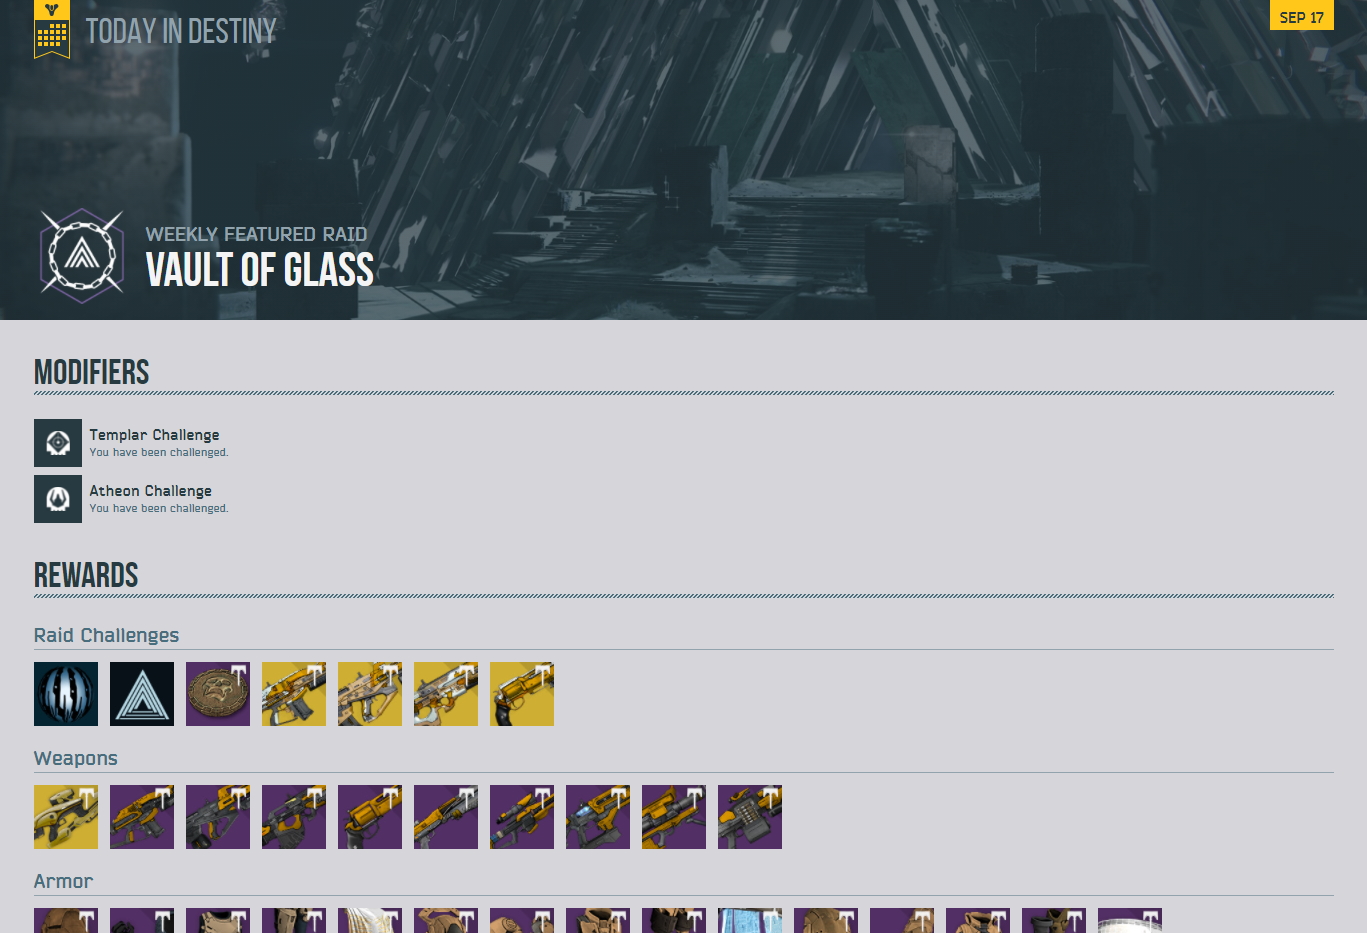 TODAY IN DESTINY
SEP 17
WEEKLY FEATURED RAID
VAULT OF GLASS
MODIFIERS
Templar Challenge
You have been challenged.
Atheon Challenge
You have been challenged.
REWARDS
Raid Challenges
Weapons
Armor